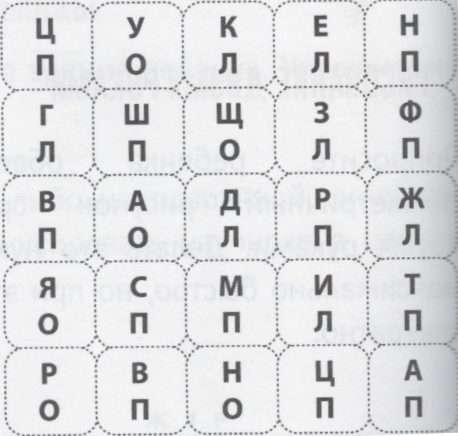 Ц У К Е Н
П О Л Л П
Г Ш Щ З Ф
Л П О Л П
В А Д Р Ж
П О Л П Л
Я С М И Т
О П П Л П
Р В Н Ц А
О П О П П